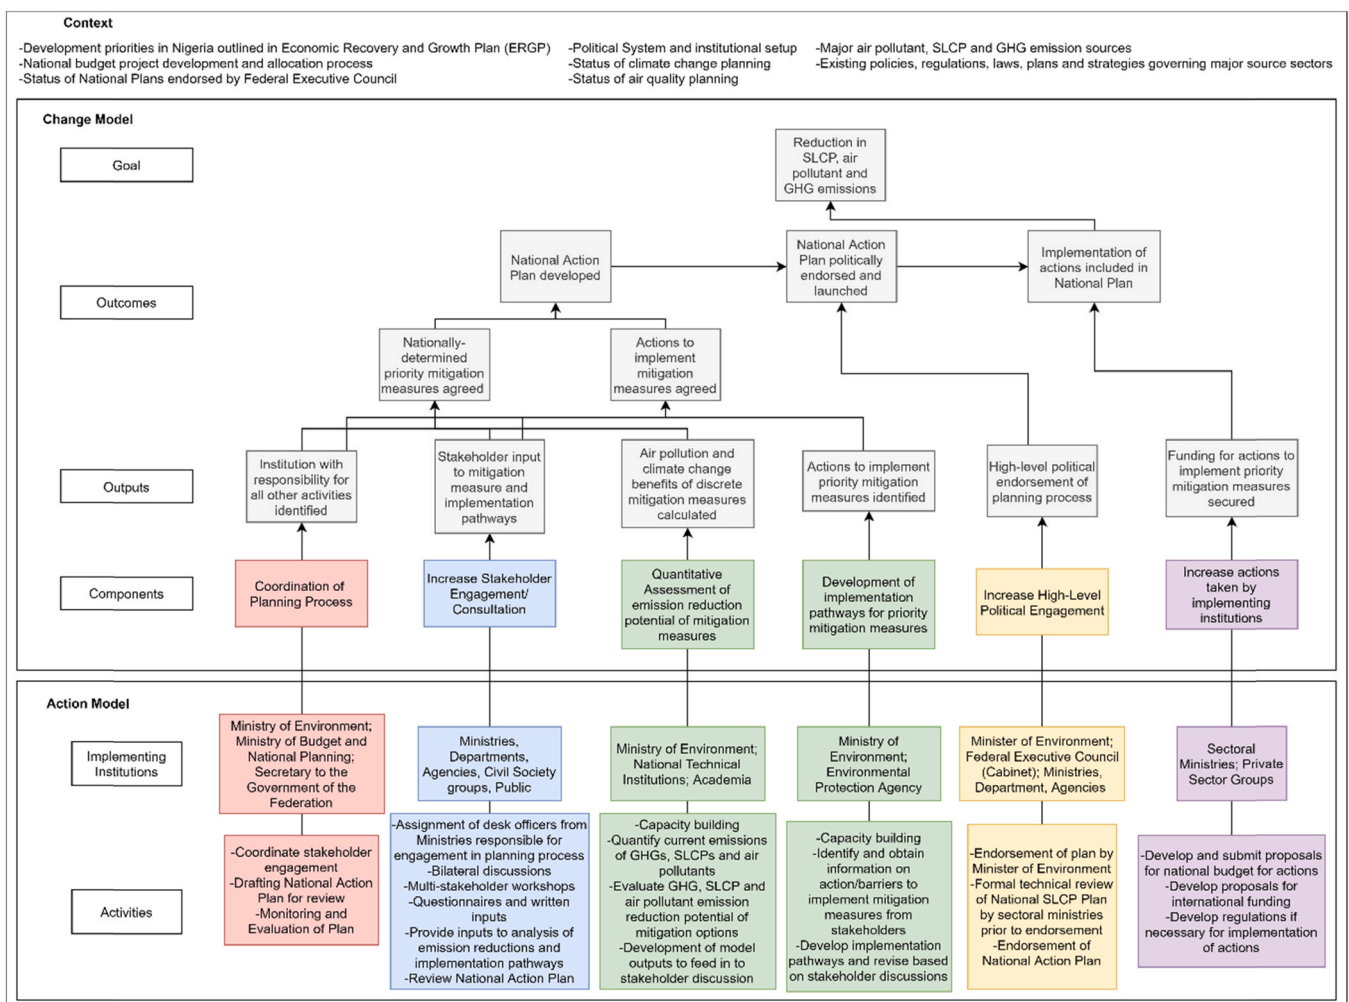 Context
-Development priorities in Nigeria outlined in Economic Recovery and Growth Plan (ERGP)
-National budget project development and allocation process
-Status of National Plans endorsed by Federal Executive Council
-Political System and institutional setup
-Status of climate change planning
-Status of air quality planning
-Major air pollutant, SLCP and GHG emission sources
-Existing policies, regulations, laws, plans and strategies governing major source sectors
Change Model
Goal
Reduction in
SLCP, air
pollutant and
GHG emissions
Outcomes
National Action
Plan developed
National Action
Plan politically
endorsed and
launched
Implementation of
actions included in
National Plan
Nationally-
determined
priority mitigation
measures agreed
Actions to
implement
mitigation
measures agreed
Outputs
Institution with
responsibility for
all other activities
identified
Stakeholder input
to mitigation
measure and
implementation
pathways
Air pollution and
climate change
benefits of discrete
mitigation measures
calculated
Actions to implement
priority mitigation
measures identified
High-level political
endorsement of
planning process
Funding for actions to
implement priority
mitigation measures
secured
Components
Coordination of
Planning Process
Increase Stakeholder
Engagement/
Consultation
Quantitative
Assessment of
emission reduction
potential of mitigation
measures
Development of
implementation
pathways for priority
mitigation measures
Increase High-Level
Political Engagement
Increase actions
taken by
implementing
institutions
Action Model
Implementing
Institutions
Ministry of Environment;
Ministry of Budget and
National Planning;
Secretary to the
Government of the
Federation
Ministries,
Departments,
Agencies, Civil Society
groups, Public
Ministry of Environment;
National Technical
Institutions; Academia
Ministry of
Environment;
Environmental
Protection Agency
Minister of Environment;
Federal Executive Council
(Cabinet); Ministries,
Department, Agencies
Sectoral
Ministries; Private
Sector Groups
Activities
-Coordinate stakeholder
engagement
-Drafting National Action
Plan for review
-Monitoring and
Evaluation of Plan
-Assignment of desk officers from
Ministries responsible for
engagement in planning process
-Bilateral discussions
-Multi-stakeholder workshops
-Questionnaires and written
inputs
-Provide inputs to analysis of
emission reductions and
implementation pathways
-Review National Action Plan
-Capacity building
-Quantify current emissions
of GHGs, SLCPs and air
pollutants
-Evaluate GHG, SLCP and
air pollutant emission
reduction potential of
mitigation options
-Development of model
outputs to feed in to
stakeholder discussion
-Capacity building
-Identify and obtain
information on
action/barriers to
implement mitigation
measures from
stakeholders
-Develop implementation
pathways and revise based
on stakeholder discussions
-Endorsement of plan by
Minister of Environment
-Formal technical review
of National SLCP Plan
by sectoral ministries
prior to endorsement
-Endorsement of
National Action Plan
-Develop and submit proposals
for national budget for actions
-Develop proposals for
international funding
-Develop regulations if
necessary for implementation
of actions